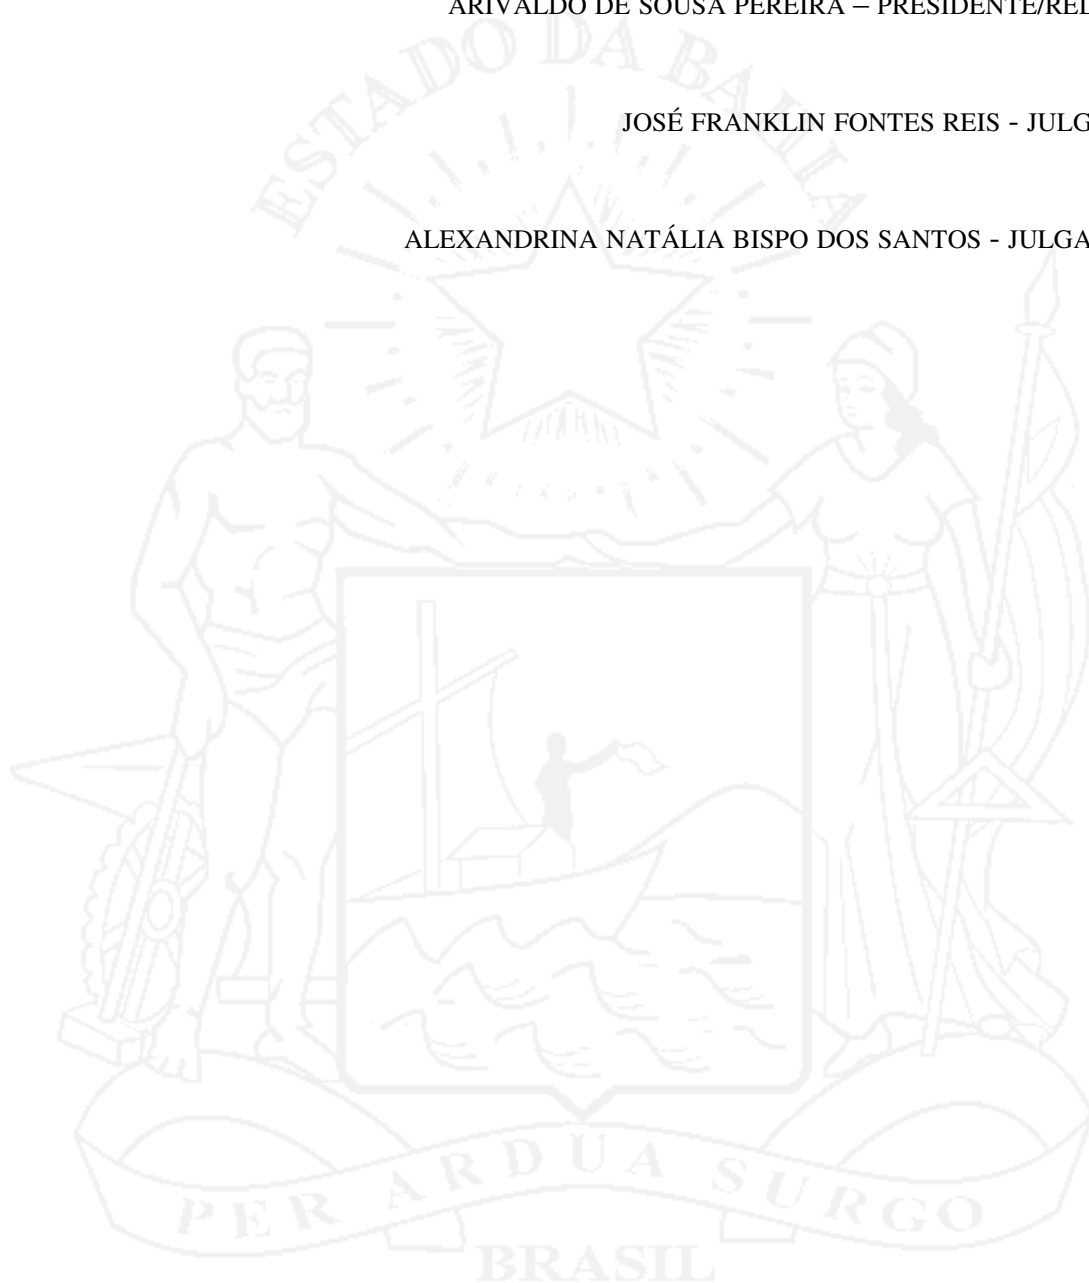 ARIVALDO DE SOUSA PEREIRA – PRESIDENTE/REL
JOSÉ FRANKLIN FONTES REIS - JULG
ALEXANDRINA NATÁLIA BISPO DOS SANTOS - JULGA
ESTADO DA BAHIA
PER ARDUA SURGO
BRASIL